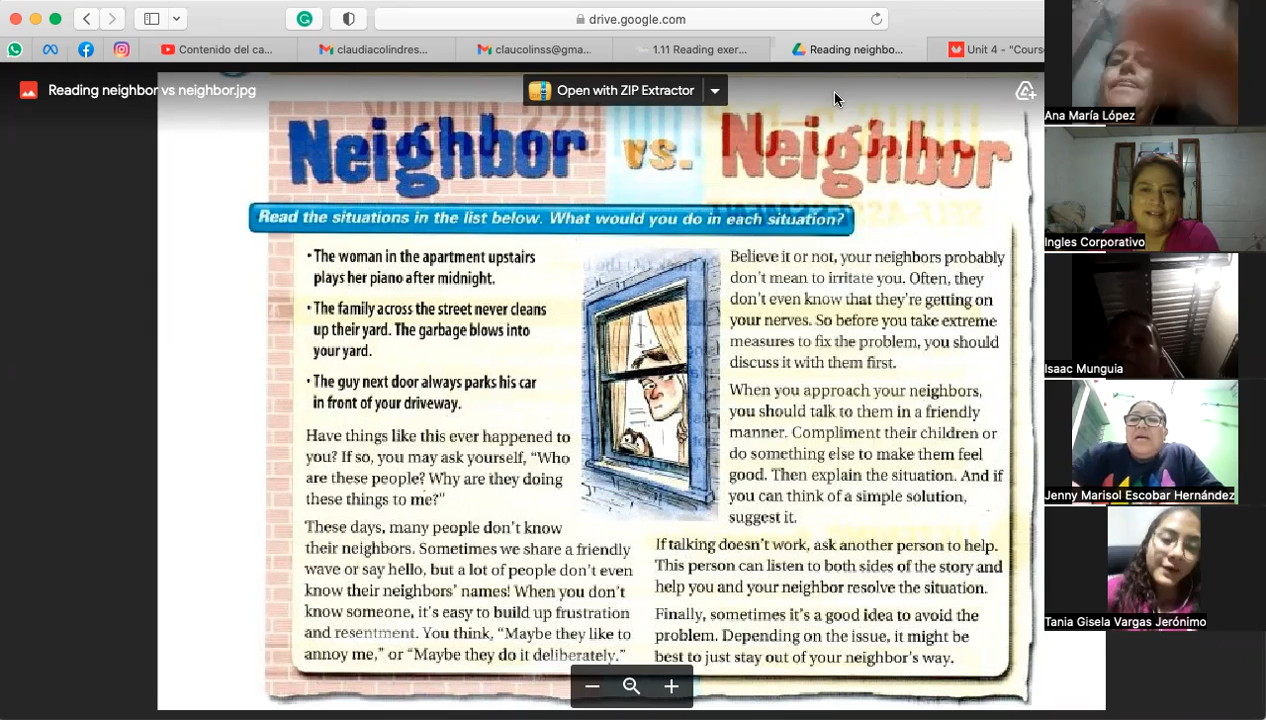 drive.google.com
Contenido del ca...
claudiacolindres...
claucolinss@gma...
1.11 Reading exer...
Reading neighbo...
Unit 4 - "Cours
Reading neighbor vs neighbor.jpg
Open with ZIP Extractor
Neighbor vs. Neighbor
Read the situations in the list below. What would you do in each situation?
• The woman in the apartment upstairs
plays her piano after midnight.
• The family across the street never cleans
up their yard. The garbage blows into
your yard.
• The guy next door always parks his car
in front of your driveway.
Have things like this ever happened to
you? If so, you may ask yourself, “Who
are these people? Why are they doing
these things to me?”
These days, many people don’t know
their neighbors. Sometimes we share a friendly
wave or say hello, but a lot of people don’t even
know their neighbors’ names! When you don’t
know someone, it’s easy to build up frustration
and resentment. You think, “Maybe they like to
annoy me,” or “Maybe they do it deliberately.”
Believe it or not, your neighbors probably
don’t mean to irritate you. Often, they
don’t even know that they’re getting on
your nerves. So before you take extreme
measures to fix the problem, you should
discuss it with them first.
When you approach your neighbors,
you should talk to them in a friendly
manner. Compliment their children or
do something else to make them feel
good. Then explain the situation. And if
you can think of a simple solution,
suggest it.
If talking doesn’t work, ask another person to help.
This person can listen to both sides of the story and
help you and your neighbor resolve the situation.
Finally, sometimes it’s a good idea to avoid the
problem. Depending on the issue, it might be
best to just stay out of your neighbor’s way.
Ana María López
Ingles Corporativo
Isaac Munguia
Jenny Marisol Escobar Hernández
Tania Gisela Vargas Jerónimo